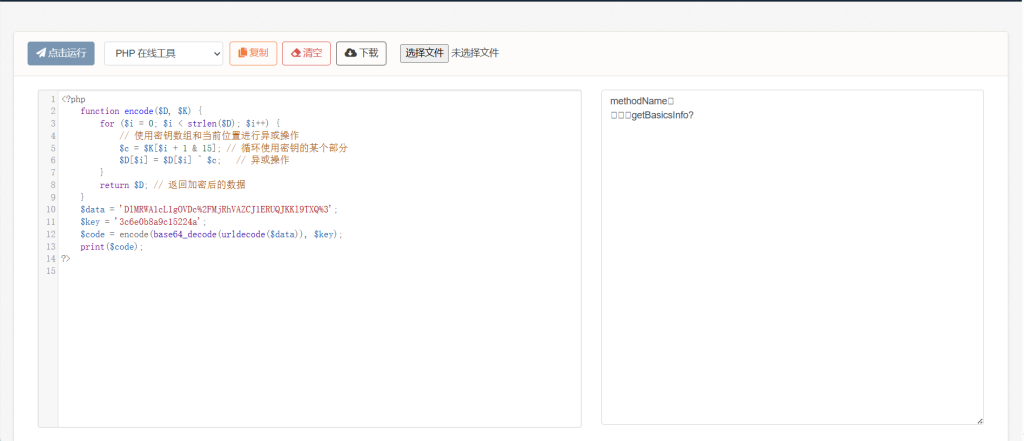 点击运行 PHP 在线工具 复制 清空 下载 选择文件 未选择文件
1 <?php
2 function encode($D, $K) {
3 for ($i = 0; $i < strlen($D); $i++) {
4 // 使用密钥数组和当前位置进行异或操作
5 $c = $K[$i + 1 & 15]; // 循环使用密钥的某个部分
6 $D[$i] = $D[$i] ^ $c; // 异或操作
7 }
8 return $D; // 返回加密后的数据
9 }
10 $data = 'DlMRWA1cL1gOVDc%2FMjRhVAZCJ1ERUQJKKl9TXQ%3';
11 $key = '3c6e0b8a9c15224a';
12 $code = encode(base64_decode(urldecode($data)), $key);
13 print($code);
14 ?>
15
methodName
getBasicsInfo?